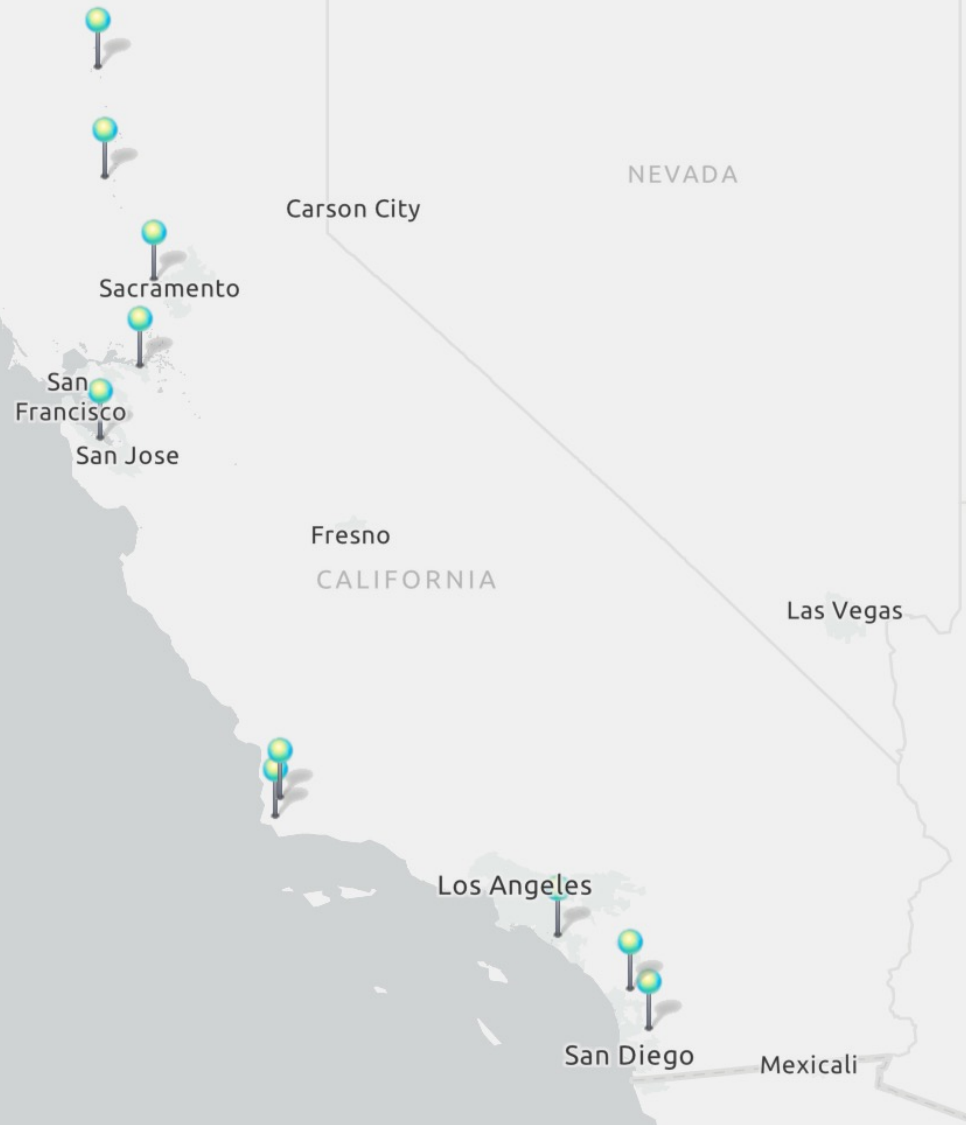 NEVADA
Carson City
Sacramento
San
Francisco
San Jose
Fresno
CALIFORNIA
Las Vegas
Los Angeles
San Diego
Mexicali